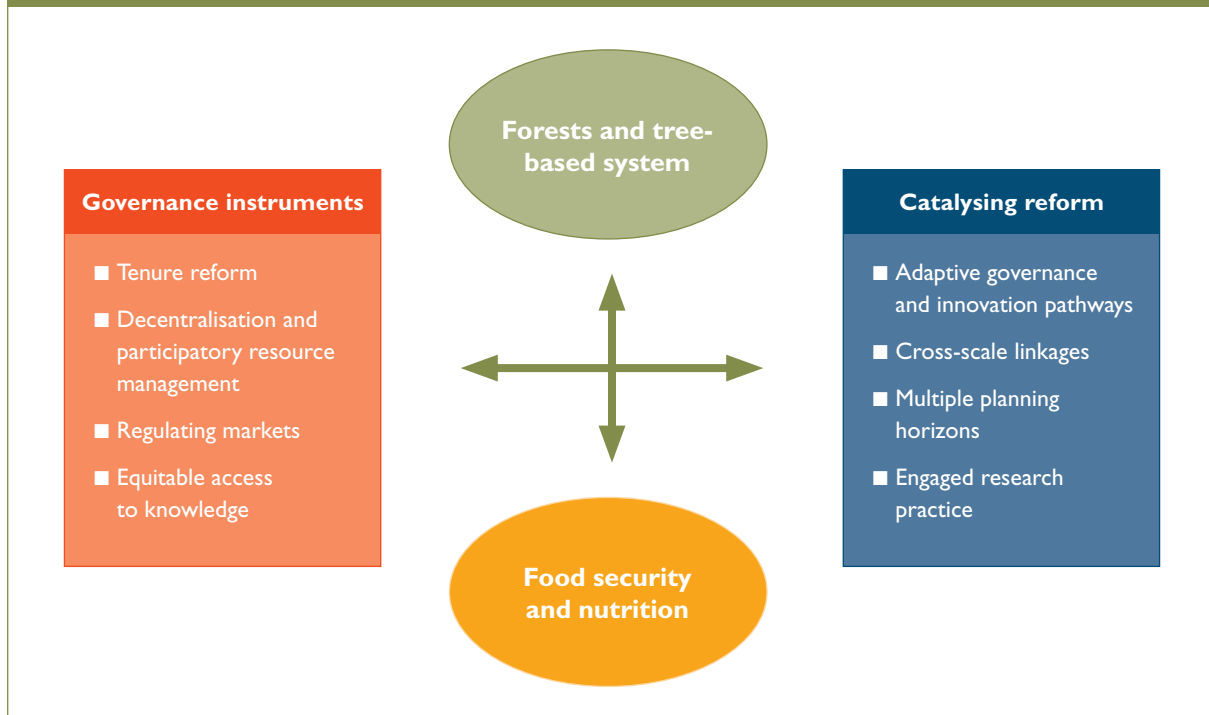 Forests and tree-
based system
Governance instruments
■ Tenure reform
■ Decentralisation and
participatory resource
management
■ Regulating markets
■ Equitable access
to knowledge
Catalysing reform
■ Adaptive governance
and innovation pathways
■ Cross-scale linkages
■ Multiple planning
horizons
■ Engaged research
practice
Food security
and nutrition